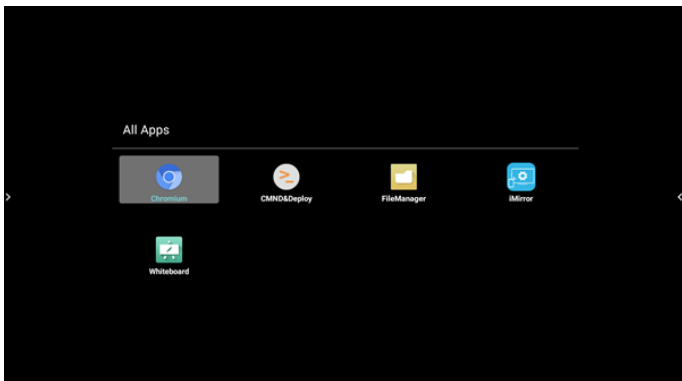 All Apps
Chromium
CMND&Deploy
FileManager
iMirror
Whiteboard